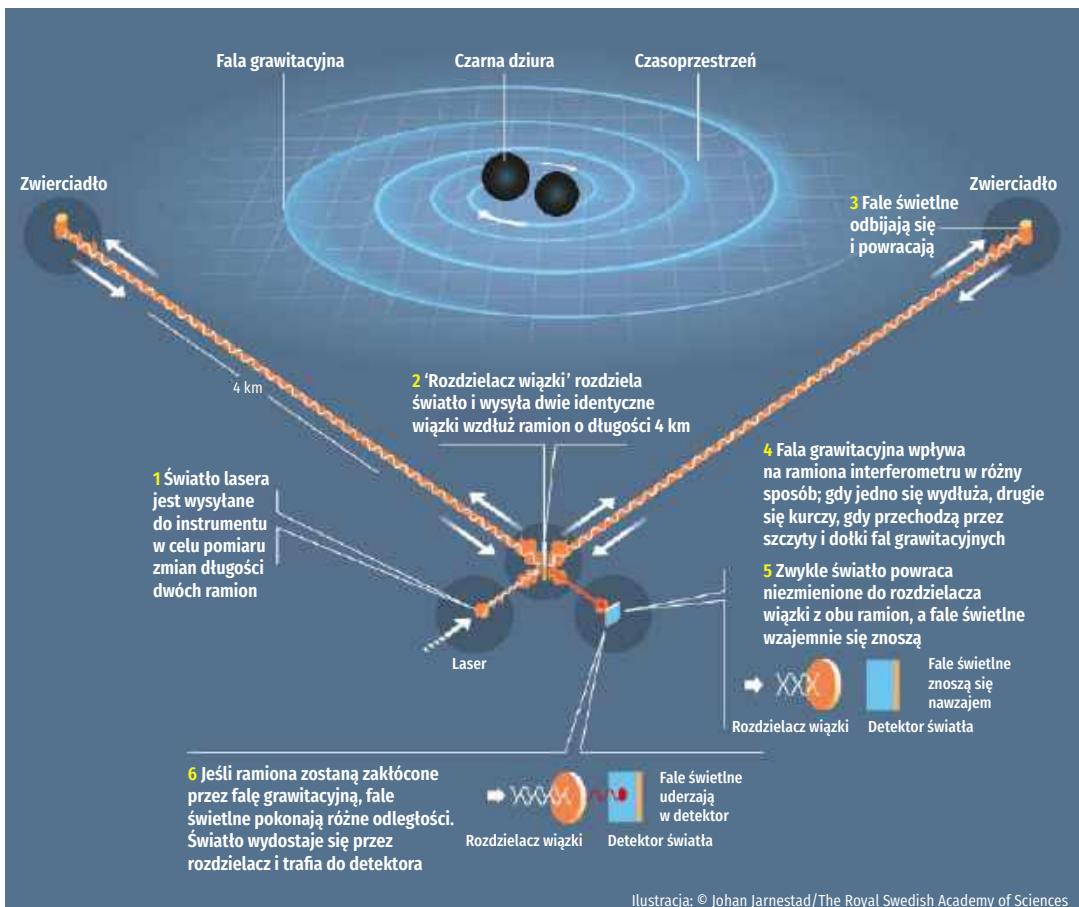 Fala grawitacyjna
Czarna dziura
Czasoprzestrzeń
Zwierciadło
Zwierciadło
3 Fale świetlne
odbijają się
i powracają
4 km
2 ‘Rozdzielacz wiązki’ rozdziela
światło i wysyła dwie identyczne
wiązki wzdłuż ramion o długości 4 km
1 Światło lasera
jest wysyłane
do instrumentu
w celu pomiaru
zmian długości
dwóch ramion
4 Fala grawitacyjna wpływa
na ramiona interferometru w różny
sposób; gdy jedno się wydłuża, drugie
się kurczy, gdy przechodzą przez
szczyty i dołki fal grawitacyjnych
5 Zwykle światło powraca
niezmienione do rozdzielacza
wiązki z obu ramion, a fale świetlne
wzajemnie się znoszą
Laser
Fale świetlne
znoszą się
nawzajem
Rozdzielacz wiązki
Detektor światła
6 Jeśli ramiona zostaną zakłócone
przez falę grawitacyjną, fale
świetlne pokonają różne odległości.
Światło wydostaje się przez
rozdzielacz i trafia do detektora
Fale świetlne
uderzają
w detektor
Rozdzielacz wiązki
Detektor światła
Ilustracja: © Johan Jarnestad/The Royal Swedish Academy of Sciences